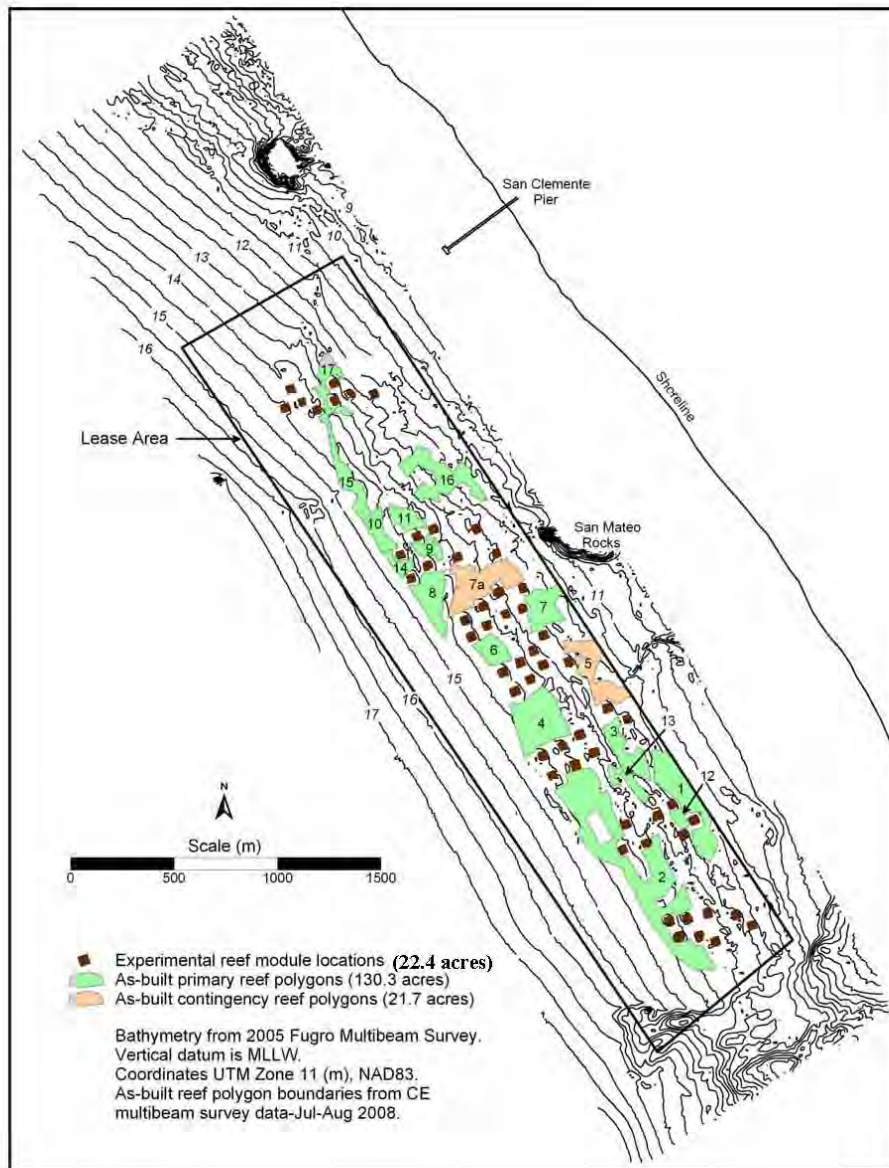 San Clemente
Pier
9
10
11
12
13
14
15
16
Shoreline
Lease Area
17
16
15
10
11
9
14
8
San Mateo
Rocks
7a
7
11
6
5
15
16
17
4
3
13
1
12
2
N
Scale (m)
0 500 1000 1500
Experimental reef module locations (22.4 acres)
As-built primary reef polygons (130.3 acres)
As-built contingency reef polygons (21.7 acres)
Bathymetry from 2005 Fugro Multibeam Survey.
Vertical datum is MLLW.
Coordinates UTM Zone 11 (m), NAD83.
As-built reef polygon boundaries from CE
multibeam survey data-Jul-Aug 2008.